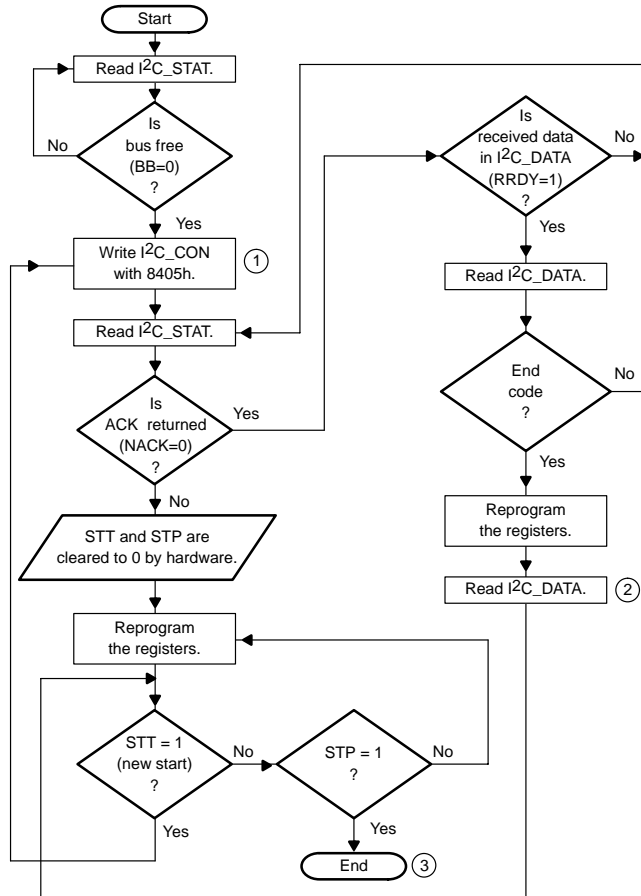 Start
Read I2C_STAT.
Is
bus free
(BB=0)
?
No
Yes
Write I2C_CON
with 8405h.
1
Read I2C_STAT.
Is
ACK returned
(NACK=0)
?
Yes
No
STT and STP are
cleared to 0 by hardware.
Reprogram
the registers.
STT = 1
(new start)
?
No
Yes
STP = 1
?
No
Yes
End
3
Is
received data
in I2C_DATA
(RRDY=1)
?
No
Yes
Read I2C_DATA.
End
code
?
No
Yes
Reprogram
the registers.
Read I2C_DATA.
2